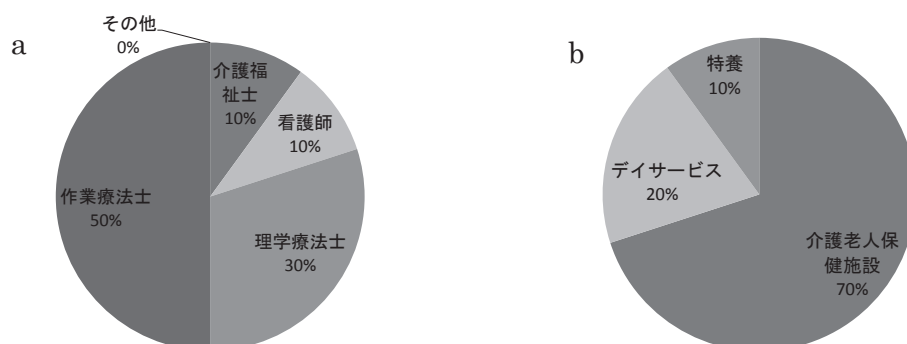 a
その他
0%
介護福
祉士
10%
看護師
10%
理学療法士
30%
作業療法士
50%
b
特養
10%
デイサービス
20%
介護老人保
健施設
70%